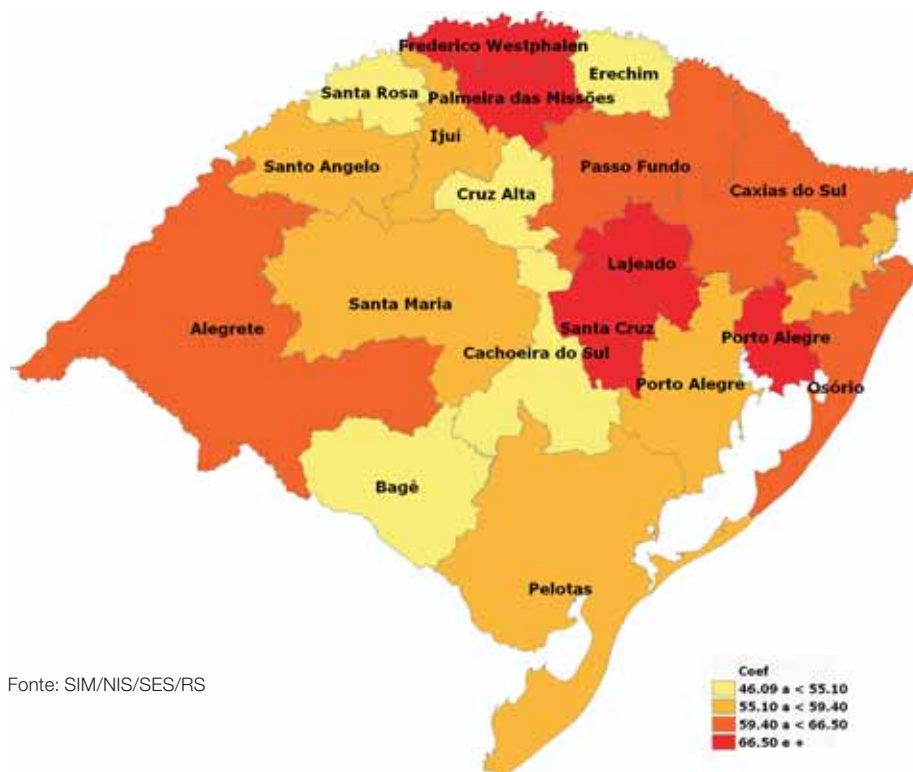 Frederico Westphalen
Erechim
Santa Rosa
Palmeira das Missões
Ijuí
Santo Angelo
Passo Fundo
Caxias do Sul
Cruz Alta
Lajeado
Santa Maria
Alegrete
Santa Cruz
Porto Alegre
Cachoeira do Sul
Porto Alegre
Osório
Bagé
Pelotas
Fonte: SIM/NIS/SES/RS
Coef
46.09 a < 55.10
55.10 a < 59.40
59.40 a < 66.50
66.50 e +